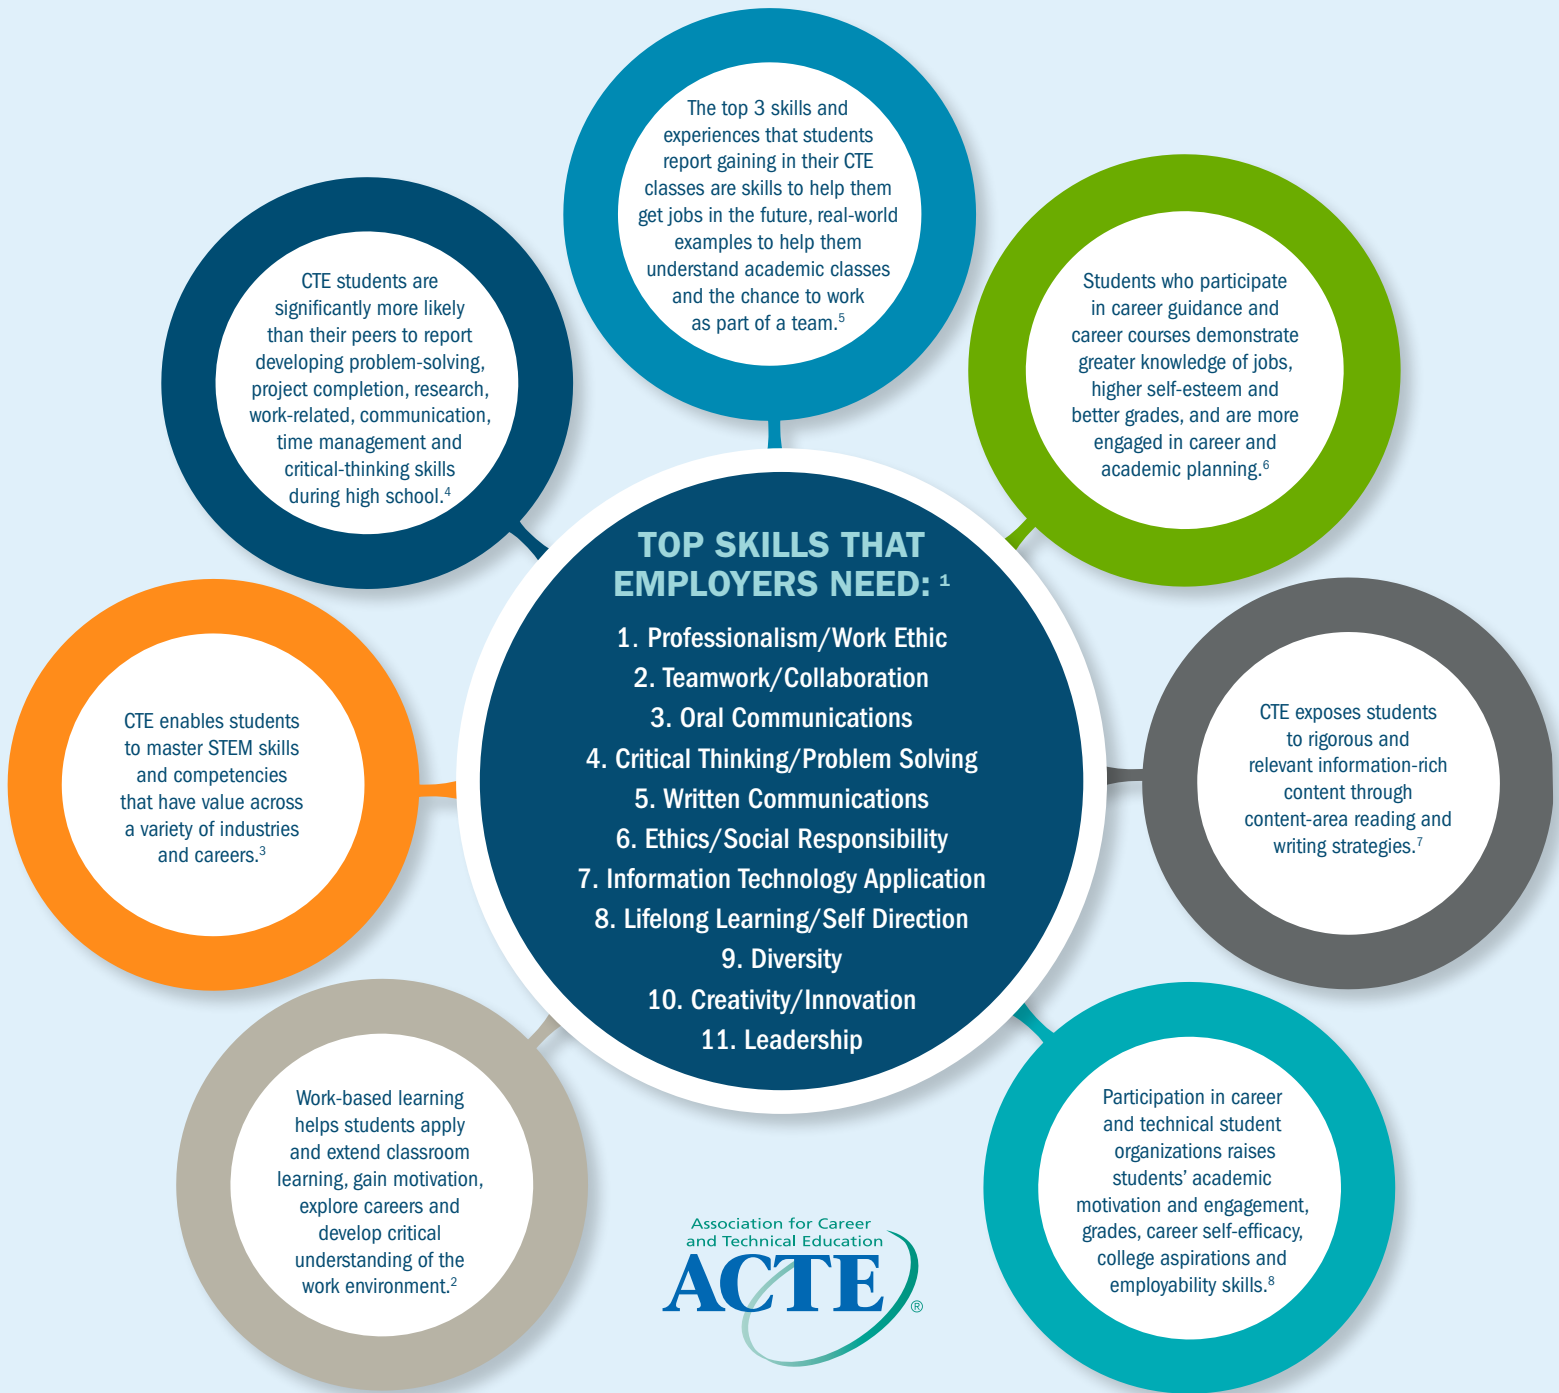 The top 3 skills and
experiences that students
report gaining in their CTE
classes are skills to help them
get jobs in the future, real-world
examples to help them
understand academic classes
and the chance to work
as part of a team.5
CTE students are
significantly more likely
than their peers to report
developing problem-solving,
project completion, research,
work-related, communication,
time management and
critical-thinking skills
during high school.4
Students who participate
in career guidance and
career courses demonstrate
greater knowledge of jobs,
higher self-esteem and
better grades, and are more
engaged in career and
academic planning.6
TOP SKILLS THAT
EMPLOYERS NEED: 1
1. Professionalism/Work Ethic
2. Teamwork/Collaboration
3. Oral Communications
4. Critical Thinking/Problem Solving
5. Written Communications
6. Ethics/Social Responsibility
7. Information Technology Application
8. Lifelong Learning/Self Direction
9. Diversity
10. Creativity/Innovation
11. Leadership
CTE enables students
to master STEM skills
and competencies
that have value across
a variety of industries
and careers.3
CTE exposes students
to rigorous and
relevant information-rich
content through
content-area reading and
writing strategies.7
Work-based learning
helps students apply
and extend classroom
learning, gain motivation,
explore careers and
develop critical
understanding of the
work environment.2
Participation in career
and technical student
organizations raises
students’ academic
motivation and engagement,
grades, career self-efficacy,
college aspirations and
employability skills.8
Association for Career
and Technical Education
ACTE®